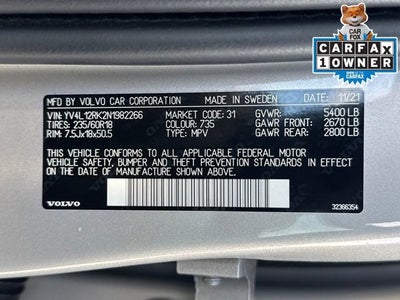 CAR
FOX
CARFAX
1 OWNER
MFD. BY VOLVO CAR CORPORATION MADE IN SWEDEN 11/21
VIN: YV4L12RK2N1982266 MARKET CODE: 31 GVWR: 5400 LB
TIRES: 235/60R18 COLOUR: 735 GAWR FRONT: 2670 LB
RIM: 7.5Jx18x50.5 TYPE: MPV GAWR REAR: 2800 LB
THIS VEHICLE CONFORMS TO ALL APPLICABLE FEDERAL MOTOR
VEHICLE SAFETY, BUMPER AND THEFT PREVENTION STANDARDS IN EFFECT
ON THE DATE OF MANUFACTURE SHOWN ABOVE.
VOLVO 32366354